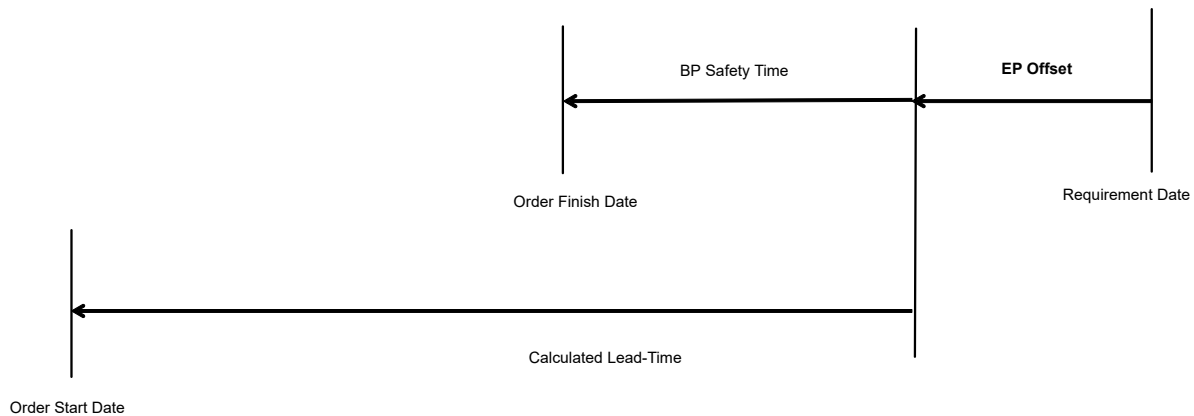 BP Safety Time
EP Offset
Order Finish Date
Requirement Date
Calculated Lead-Time
Order Start Date